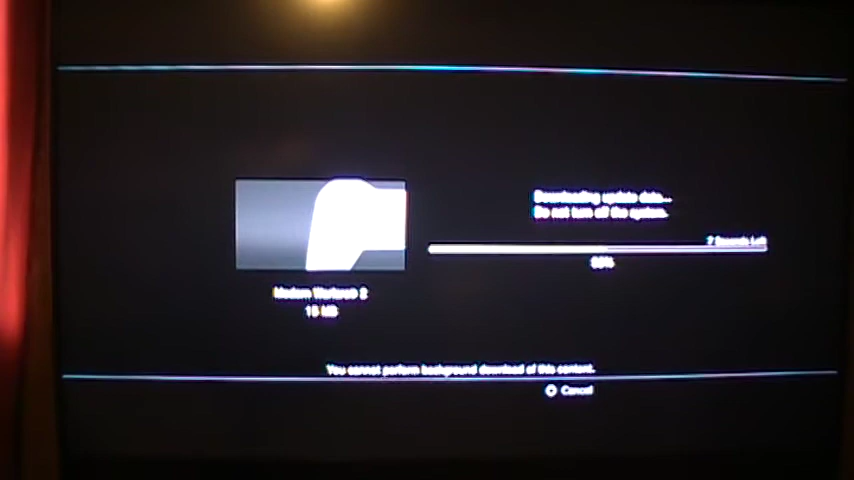 Downloading update data...
Do not turn off the system.
7 Seconds Left
Modern Warfare® 2
15 MB
You cannot perform background download of this content.
Cancel